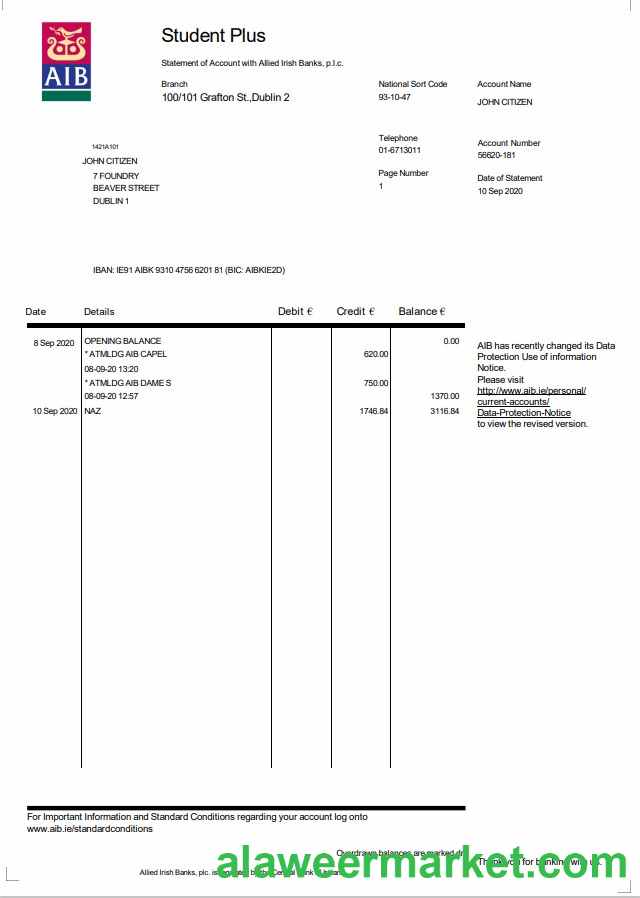 AIB
Student Plus
Statement of Account with Allied Irish Banks, p.l.c.
Branch
100/101 Grafton St.,Dublin 2
National Sort Code
93-10-47
Account Name
JOHN CITIZEN
Telephone
01-6713011
Account Number
56620-181
Page Number
1
Date of Statement
10 Sep 2020
1421A101
JOHN CITIZEN
7 FOUNDRY
BEAVER STREET
DUBLIN 1
IBAN: IE91 AIBK 9310 4756 6201 81 (BIC: AIBKIE2D)
Date Details Debit € Credit € Balance €
8 Sep 2020 OPENING BALANCE 0.00
* ATMLDG AIB CAPEL 620.00
08-09-20 13:20
* ATMLDG AIB DAME S 750.00
08-09-20 12:57 1370.00
10 Sep 2020 NAZ 1746.84 3116.84
AIB has recently changed its Data
Protection Use of information
Notice.
Please visit
http://www.aib.ie/personal/
current-accounts/
Data-Protection-Notice
to view the revised version.
For Important Information and Standard Conditions regarding your account log onto
www.aib.ie/standardconditions
Overdrawn balances are marked dr
Thank you for banking with us.
Allied Irish Banks, plc. is regulated by the Central Bank of Ireland
alaweermarket.com